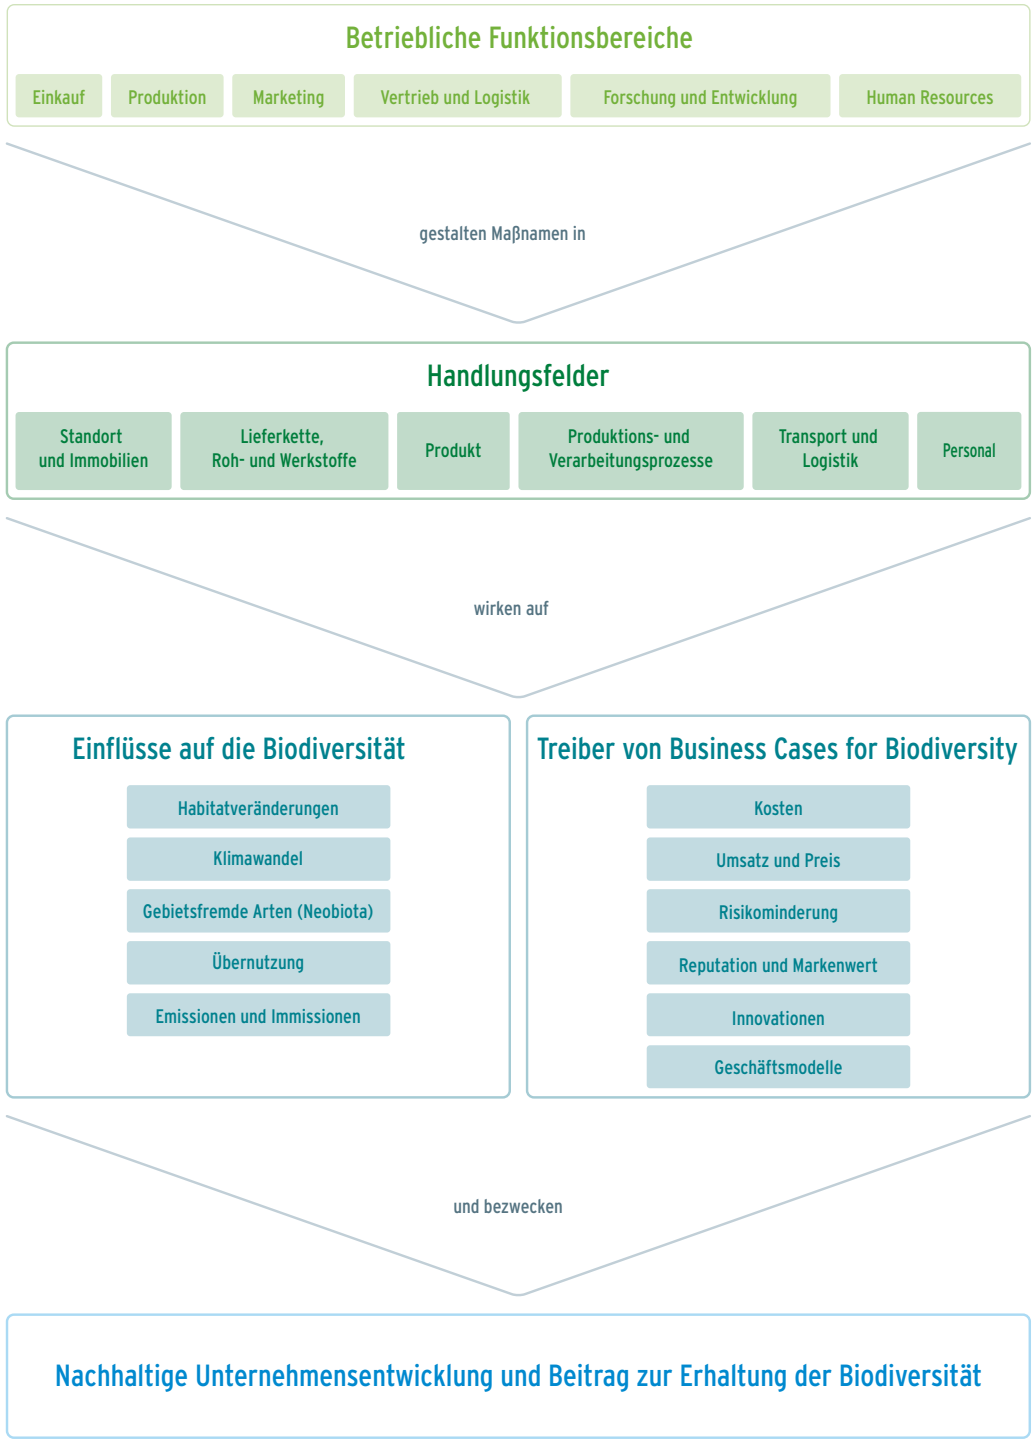 Betriebliche Funktionsbereiche
Einkauf
Produktion
Marketing
Vertrieb und Logistik
Forschung und Entwicklung
Human Resources
gestalten Maßnamen in
Handlungsfelder
Standort
und Immobilien
Lieferkette,
Roh- und Werkstoffe
Produkt
Produktions- und
Verarbeitungsprozesse
Transport und
Logistik
Personal
wirken auf
Einflüsse auf die Biodiversität
Habitatveränderungen
Klimawandel
Gebietsfremde Arten (Neobiota)
Übernutzung
Emissionen und Immissionen
Treiber von Business Cases for Biodiversity
Kosten
Umsatz und Preis
Risikominderung
Reputation und Markenwert
Innovationen
Geschäftsmodelle
und bezwecken
Nachhaltige Unternehmensentwicklung und Beitrag zur Erhaltung der Biodiversität